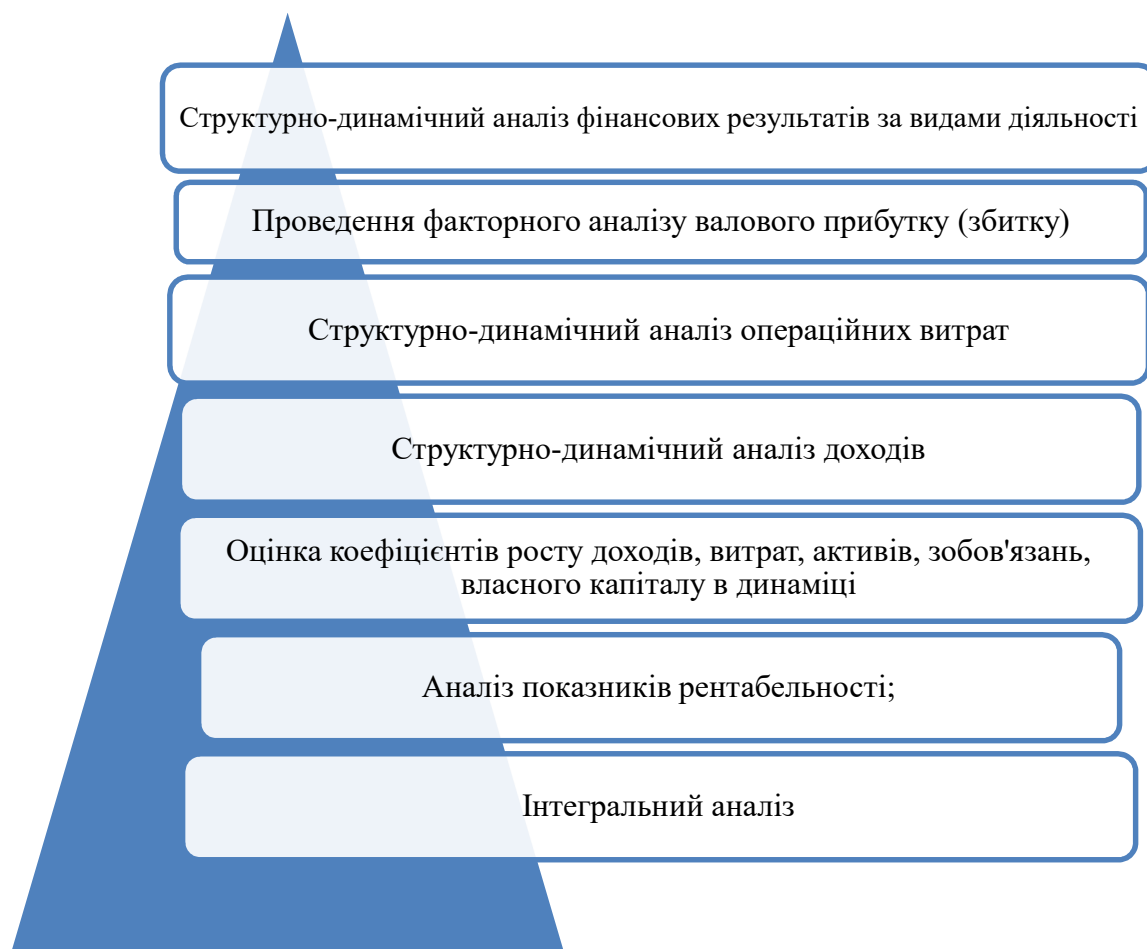 Структурно-динамічний аналіз фінансових результатів за видами діяльності
Проведення факторного аналізу валового прибутку (збитку)
Структурно-динамічний аналіз операційних витрат
Структурно-динамічний аналіз доходів
Оцінка коефіцієнтів росту доходів, витрат, активів, зобов'язань,
власного капіталу в динаміці
Аналіз показників рентабельності;
Інтегральний аналіз